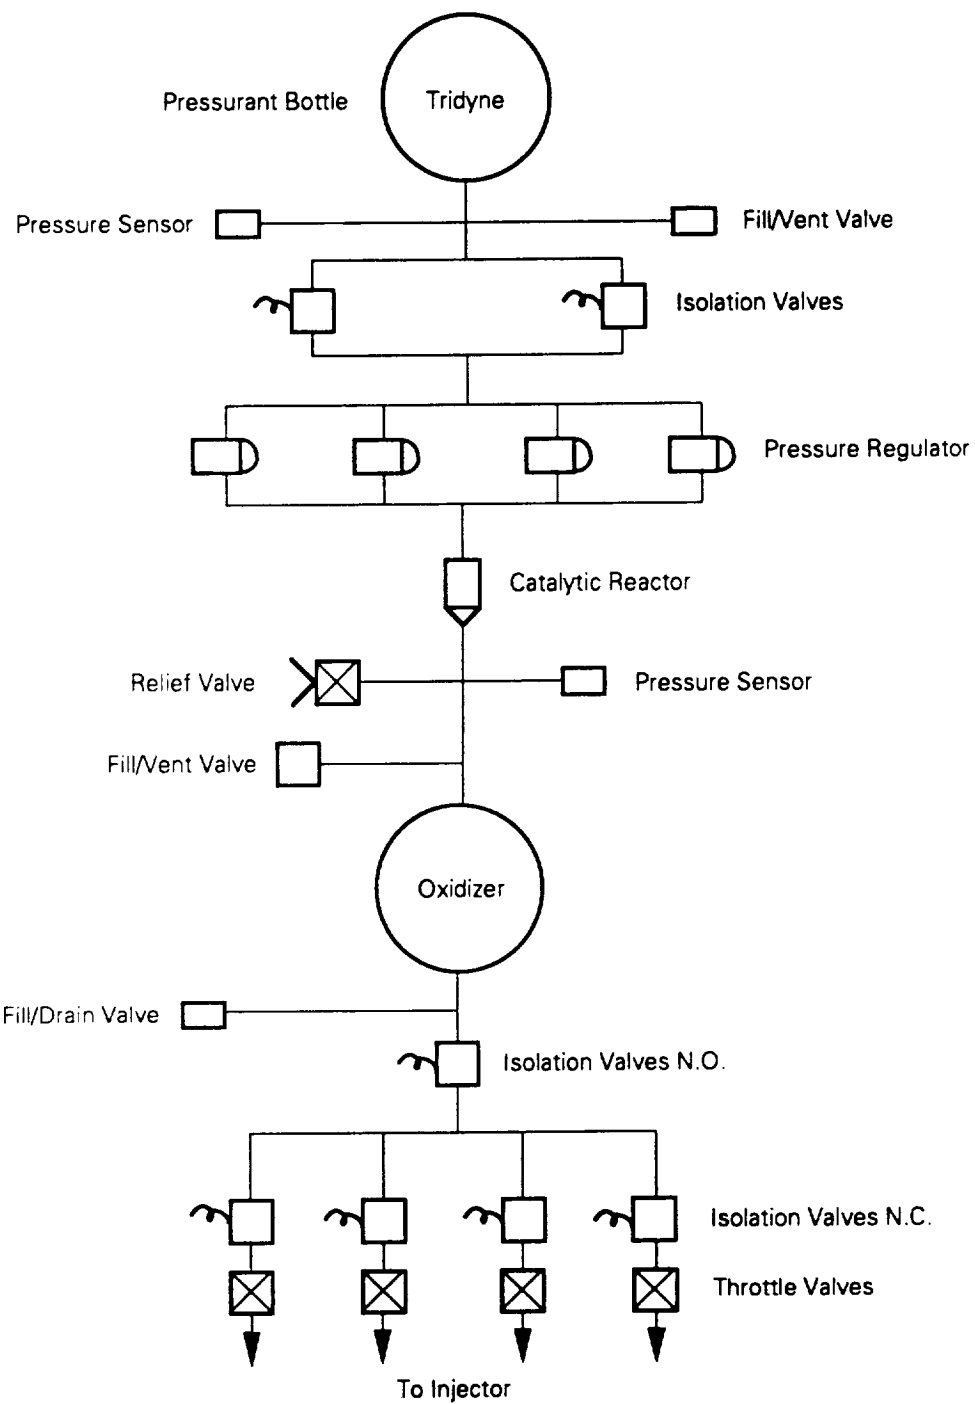 Pressurant Bottle
Tridyne
Pressure Sensor
Fill/Vent Valve
Isolation Valves
Pressure Regulator
Catalytic Reactor
Relief Valve
Pressure Sensor
Fill/Vent Valve
Oxidizer
Fill/Drain Valve
Isolation Valves N.O.
Isolation Valves N.C.
Throttle Valves
To Injector